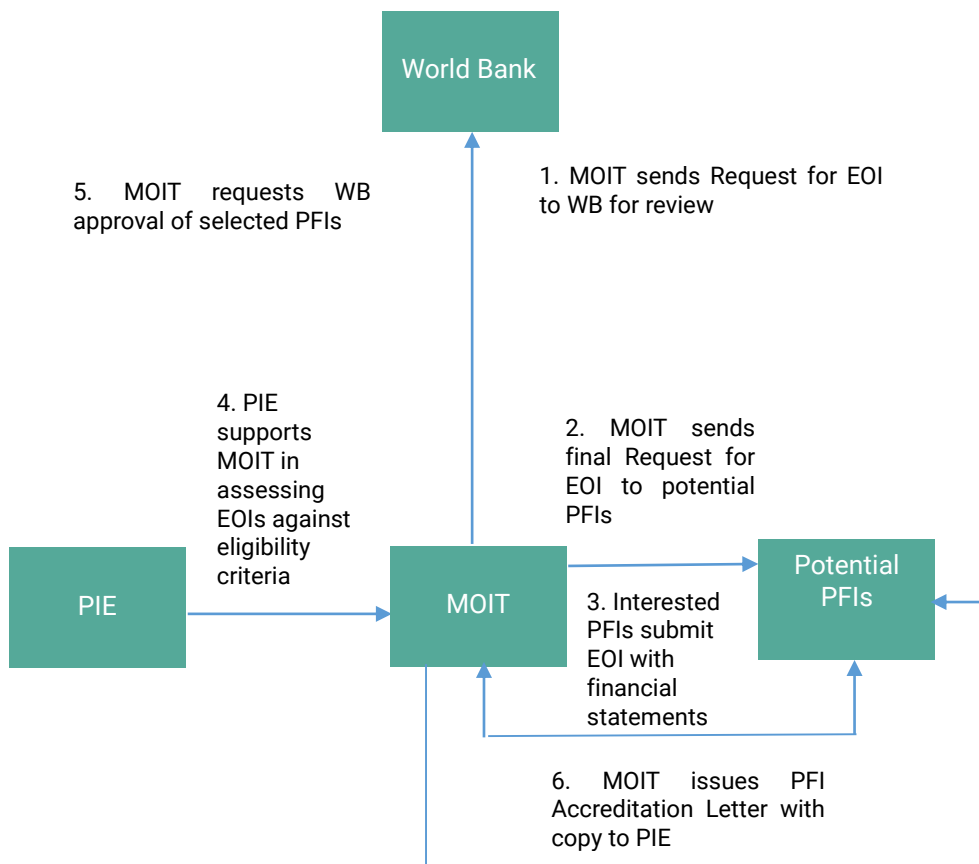 World Bank
5. MOIT requests WB
approval of selected PFIs
1. MOIT sends Request for EOI
to WB for review
4. PIE
supports
MOIT in
assessing
EOIs against
eligibility
criteria
2. MOIT sends
final Request for
EOI to potential
PFIs
PIE
MOIT
Potential
PFIs
3. Interested
PFIs submit
EOI with
financial
statements
6. MOIT issues PFI
Accreditation Letter with
copy to PIE